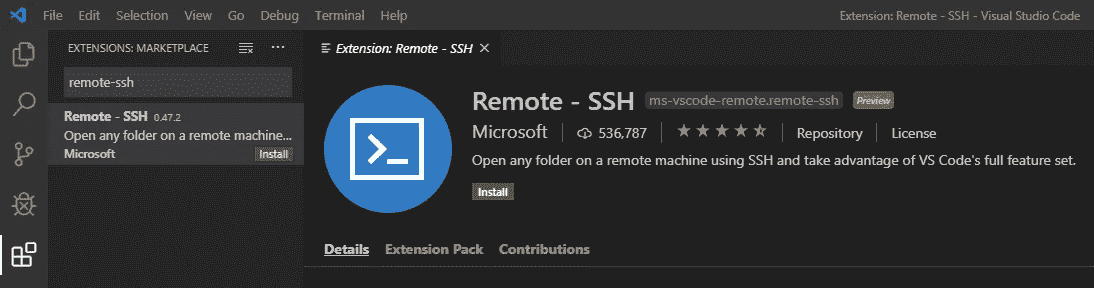 File Edit Selection View Go Debug Terminal Help Extension: Remote - SSH - Visual Studio Code
EXTENSIONS: MARKETPLACE
remote-ssh
Remote - SSH 0.47.2
Open any folder on a remote machine...
Microsoft Install
Extension: Remote - SSH
Remote - SSH ms-vscode-remote.remote-ssh Preview
Microsoft 536,787 Repository License
Open any folder on a remote machine using SSH and take advantage of VS Code's full feature set.
Install
Details Extension Pack Contributions